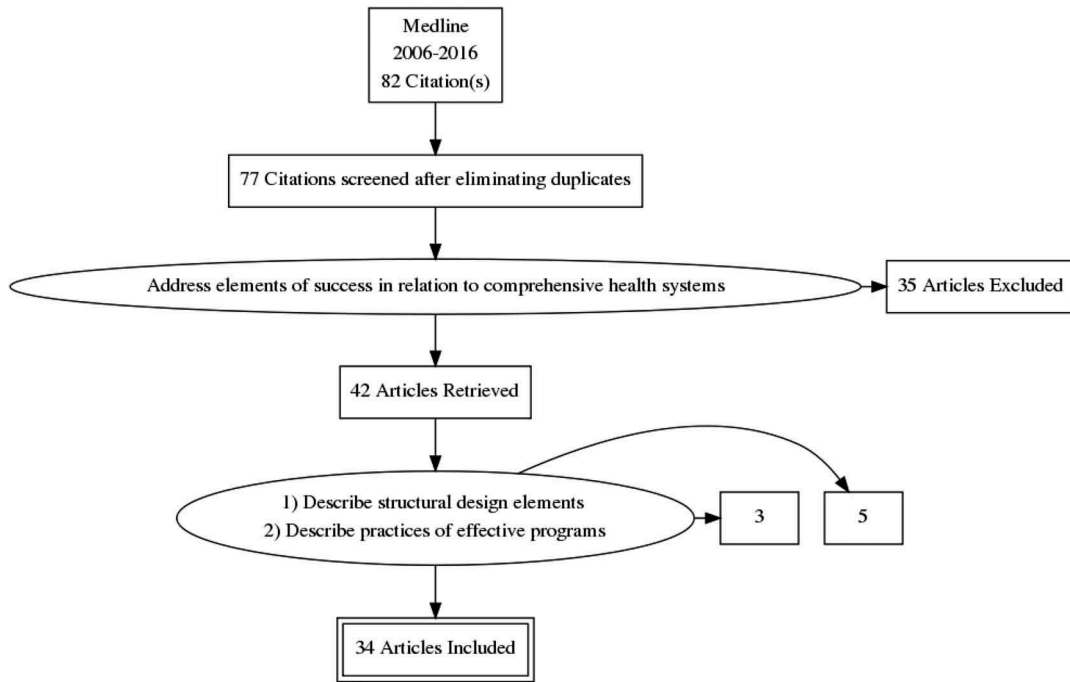 Medline
2006-2016
82 Citation(s)
77 Citations screened after eliminating duplicates
Address elements of success in relation to comprehensive health systems
35 Articles Excluded
42 Articles Retrieved
1) Describe structural design elements
2) Describe practices of effective programs
3
5
34 Articles Included